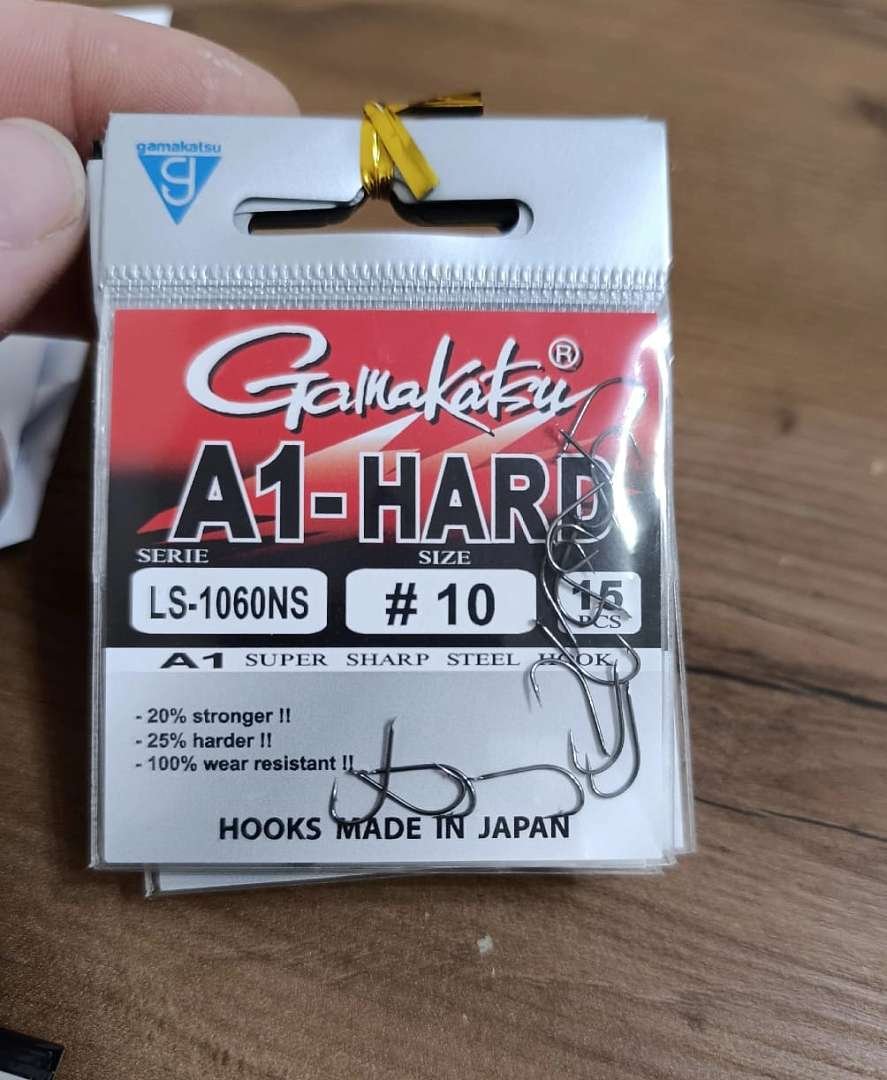 gamakatsu
g
Gamakatsu®
A1-HARD
SERIE SIZE
LS-1060NS # 10 15
PCS
A1 SUPER SHARP STEEL HOOK
- 20% stronger !!
- 25% harder !!
- 100% wear resistant !!
HOOKS MADE IN JAPAN